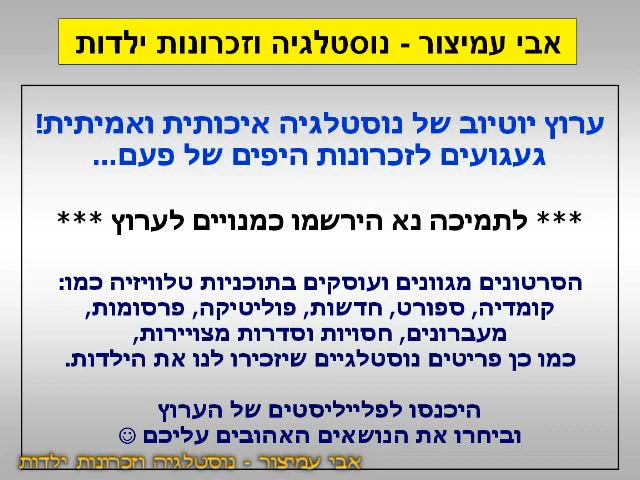 אבי עמיצור - נוסטלגיה וזכרונות ילדות
ערוץ יוטיוב של נוסטלגיה איכותית ואמיתית!
געגועים לזכרונות היפים של פעם...
*** לתמיכה נא הירשמו כמנויים לערוץ ***
הסרטונים מגוונים ועוסקים בתוכניות טלוויזיה כמו:
קומדיה, ספורט, חדשות, פוליטיקה, פרסומות,
מעברונים, חסויות וסדרות מצויירות,
כמו כן פריטים נוסטלגיים שיזכירו לנו את הילדות.
היכנסו לפלייליסטים של הערוץ
וביחרו את הנושאים האהובים עליכם ☺
אבי עמיצור - נוסטלגיה וזכרונות ילדות